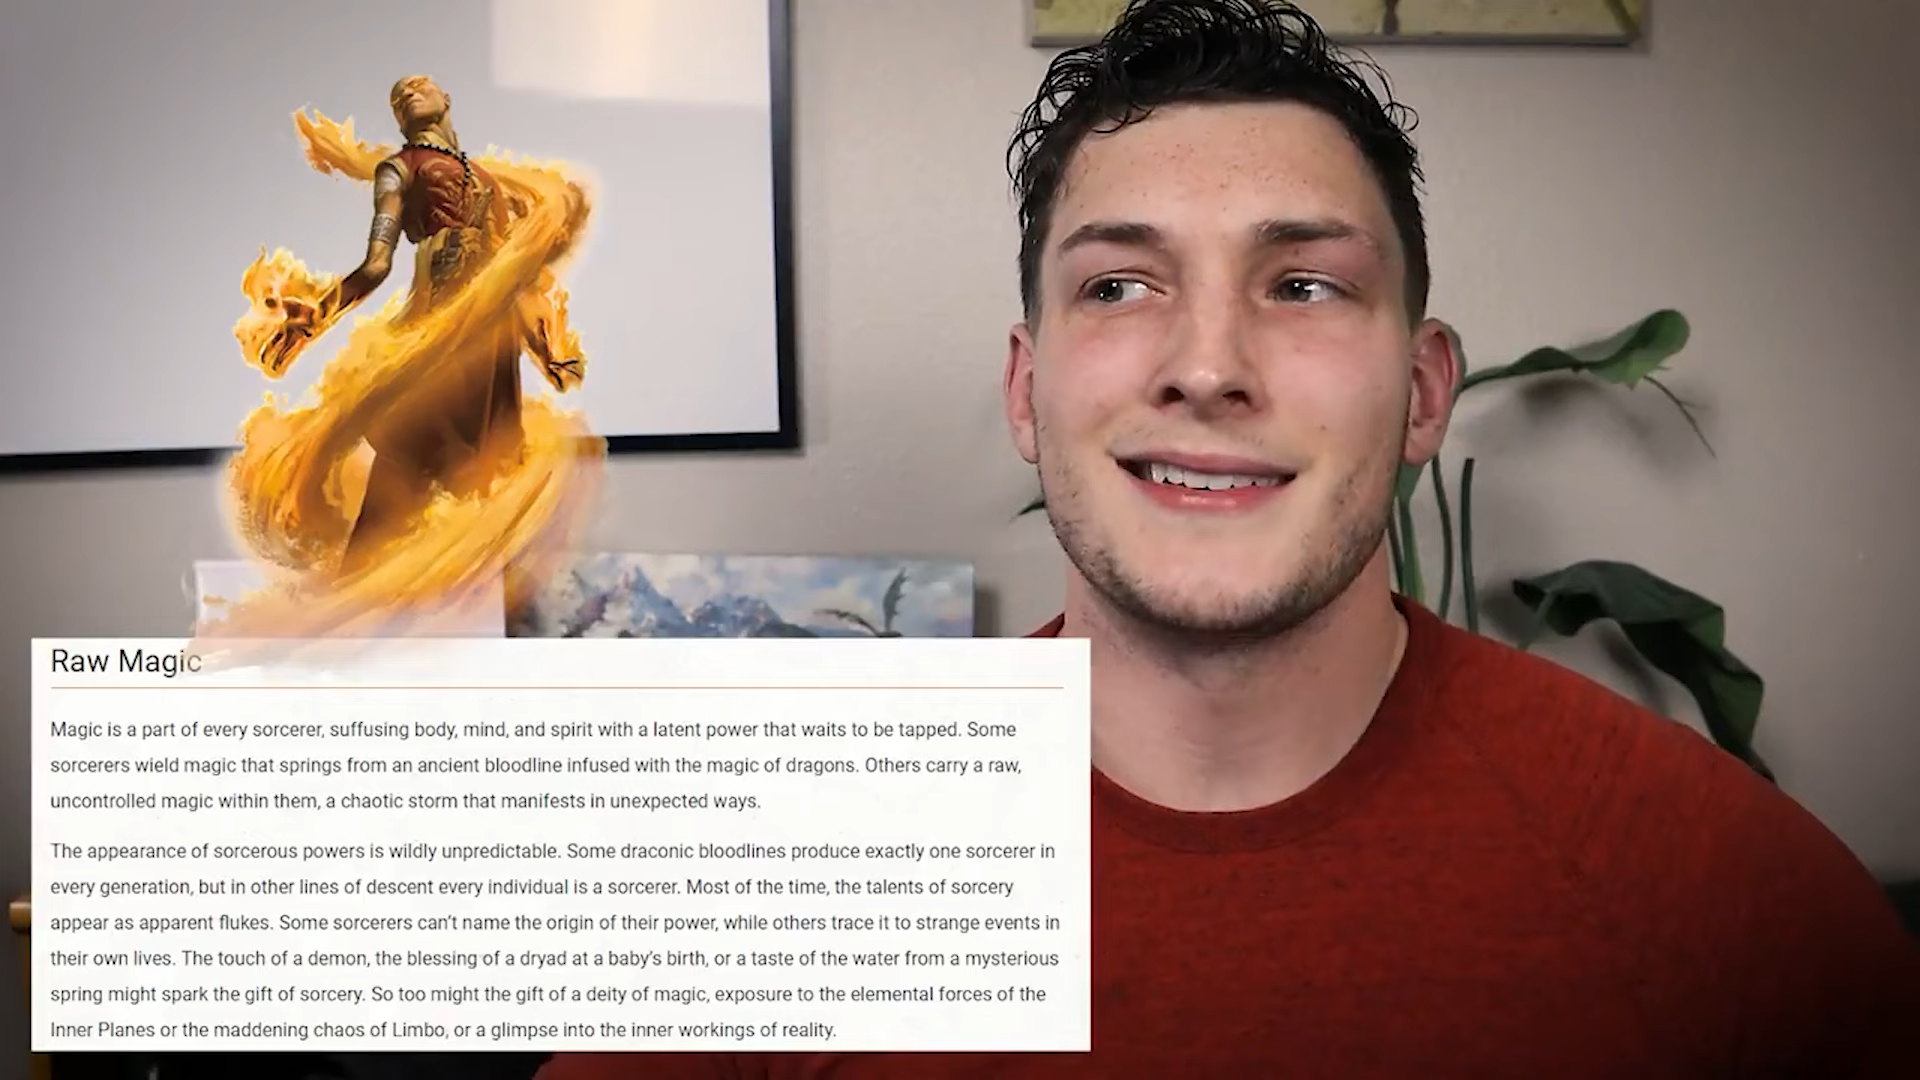 Raw Magic
Magic is a part of every sorcerer, suffusing body, mind, and spirit with a latent power that waits to be tapped. Some
sorcerers wield magic that springs from an ancient bloodline infused with the magic of dragons. Others carry a raw,
uncontrolled magic within them, a chaotic storm that manifests in unexpected ways.
The appearance of sorcerous powers is wildly unpredictable. Some draconic bloodlines produce exactly one sorcerer in
every generation, but in other lines of descent every individual is a sorcerer. Most of the time, the talents of sorcery
appear as apparent flukes. Some sorcerers can't name the origin of their power, while others trace it to strange events in
their own lives. The touch of a demon, the blessing of a dryad at a baby's birth, or a taste of the water from a mysterious
spring might spark the gift of sorcery. So too might the gift of a deity of magic, exposure to the elemental forces of the
Inner Planes or the maddening chaos of Limbo, or a glimpse into the inner workings of reality.